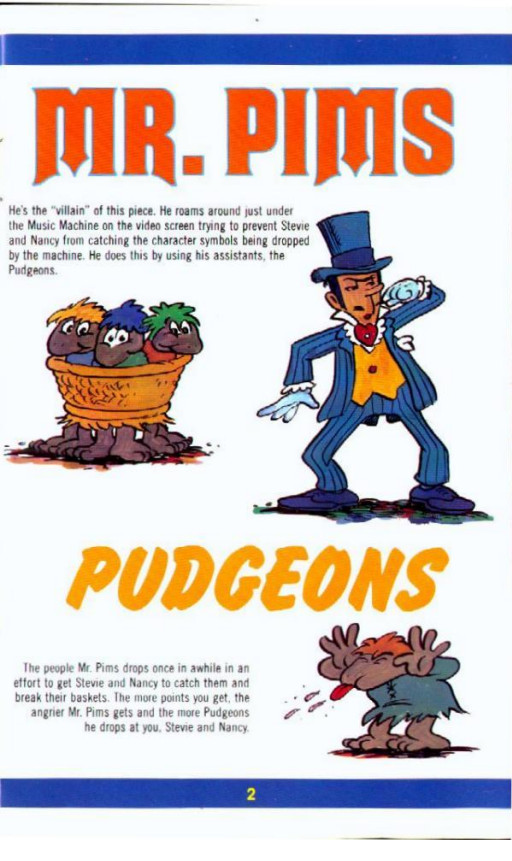 MR. PIMS
He's the "villain" of this piece. He roams around just under
the Music Machine on the video screen trying to prevent Stevie
and Nancy from catching the character symbols being dropped
by the machine. He does this by using his assistants, the
Pudgeons.
PUDGEONS
The people Mr. Pims drops once in awhile in an
effort to get Stevie and Nancy to catch them and
break their baskets. The more points you get, the
angrier Mr. Pims gets and the more Pudgeons
he drops at you, Stevie and Nancy.
2